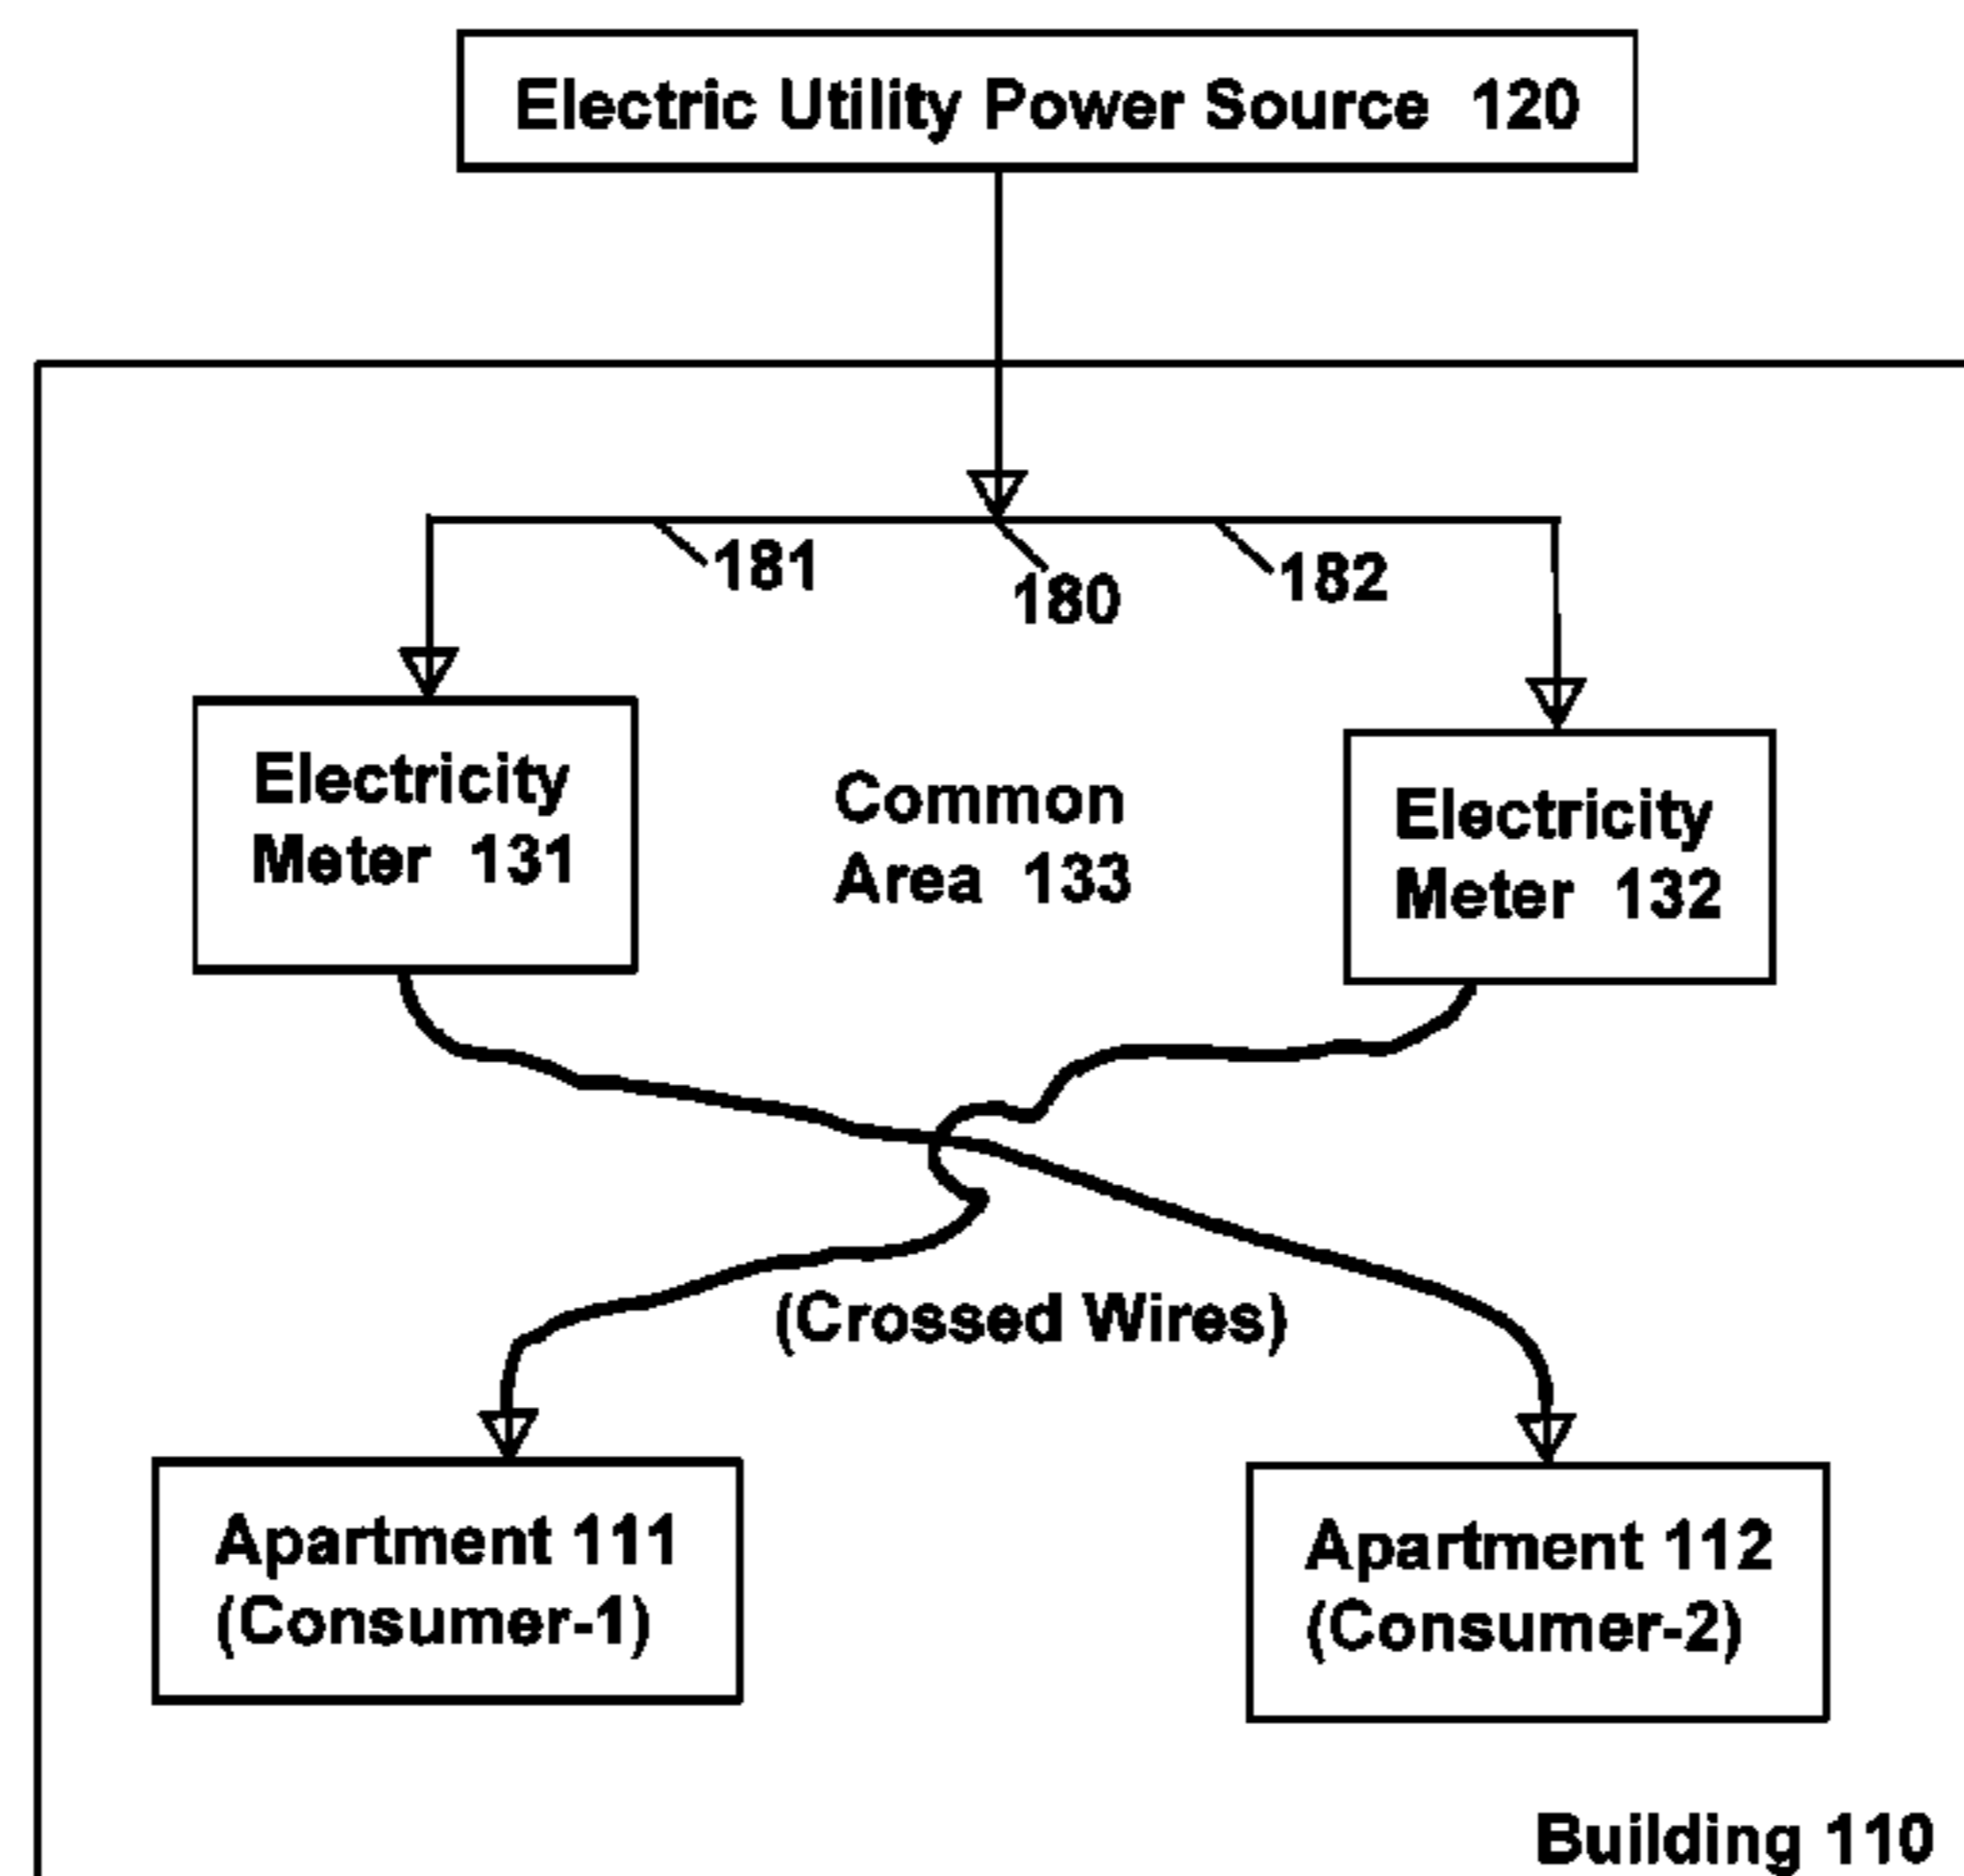 Electric Utility Power Source 120
181
180
182
Electricity
Meter 131
Common
Area 133
Electricity
Meter 132
(Crossed Wires)
Apartment 111
(Consumer-1)
Apartment 112
(Consumer-2)
Building 110